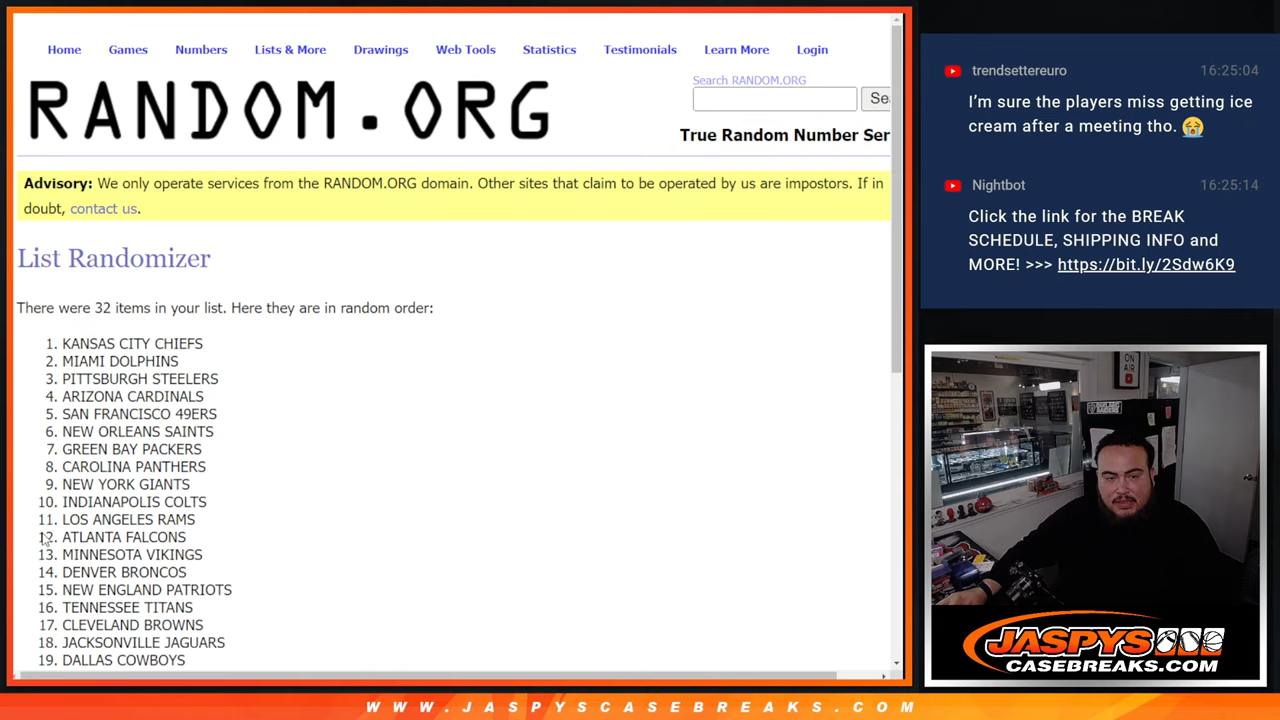 Home Games Numbers Lists & More Drawings Web Tools Statistics Testimonials Learn More Login
RANDOM.ORG
Search RANDOM.ORG
Sea
True Random Number Ser
Advisory: We only operate services from the RANDOM.ORG domain. Other sites that claim to be operated by us are impostors. If in
doubt, contact us.
List Randomizer
There were 32 items in your list. Here they are in random order:
1. KANSAS CITY CHIEFS
2. MIAMI DOLPHINS
3. PITTSBURGH STEELERS
4. ARIZONA CARDINALS
5. SAN FRANCISCO 49ERS
6. NEW ORLEANS SAINTS
7. GREEN BAY PACKERS
8. CAROLINA PANTHERS
9. NEW YORK GIANTS
10. INDIANAPOLIS COLTS
11. LOS ANGELES RAMS
12. ATLANTA FALCONS
13. MINNESOTA VIKINGS
14. DENVER BRONCOS
15. NEW ENGLAND PATRIOTS
16. TENNESSEE TITANS
17. CLEVELAND BROWNS
18. JACKSONVILLE JAGUARS
19. DALLAS COWBOYS
trendsettereuro 16:25:04
I'm sure the players miss getting ice
cream after a meeting tho. 😭
Nightbot 16:25:14
Click the link for the BREAK
SCHEDULE, SHIPPING INFO and
MORE! >>> https://bit.ly/2Sdw6K9
ON
AIR
JASPYS
CASEBREAKS.COM
WWW.JASPYSCASEBREAKS.COM